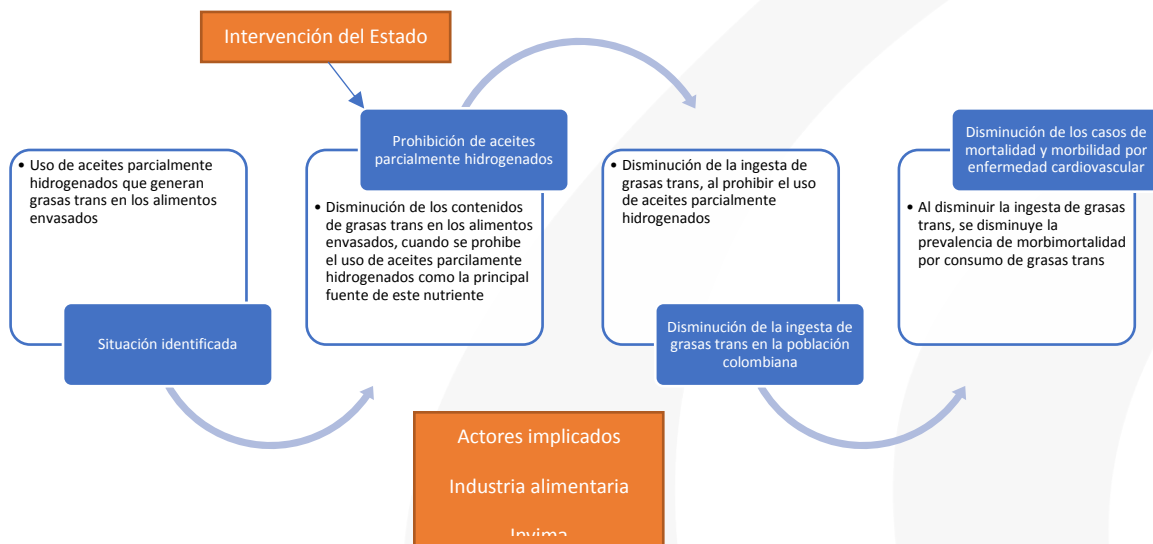 Intervención del Estado
• Uso de aceites parcialmente
hidrogenados que generan
grasas trans en los alimentos
envasados
Situación identificada
Prohibición de aceites
parcialmente hidrogenados
• Disminución de los contenidos
de grasas trans en los alimentos
envasados, cuando se prohibe
el uso de aceites parcilamente
hidrogenados como la principal
fuente de este nutriente
• Disminución de la ingesta de
grasas trans, al prohibir el uso
de aceites parcialmente
hidrogenados
Disminución de la ingesta de
grasas trans en la población
colombiana
Disminución de los casos de
mortalidad y morbilidad por
enfermedad cardiovascular
• Al disminuir la ingesta de grasas
trans, se disminuye la
prevalencia de morbimortalidad
por consumo de grasas trans
Actores implicados
Industria alimentaria
Invima